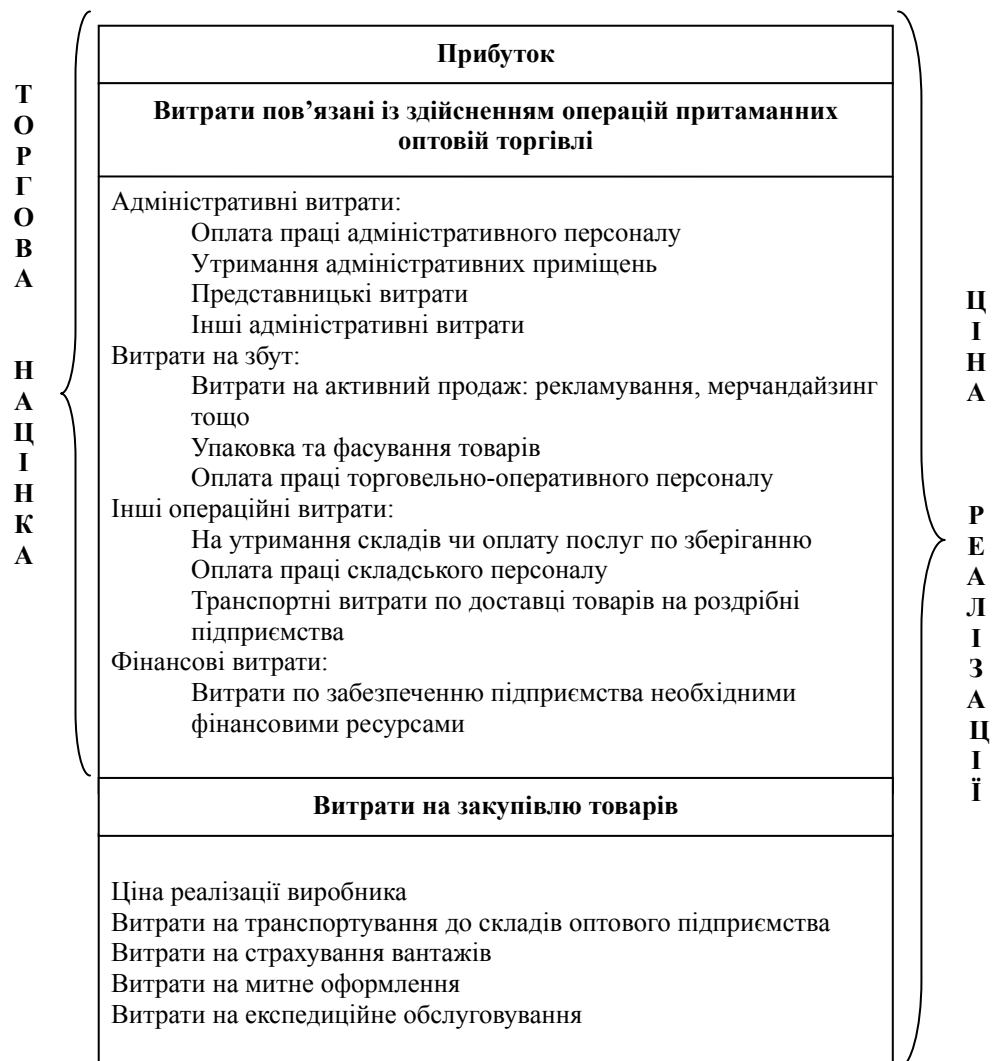 ТОРГОВА НАЦІНКА
Прибуток
Витрати пов’язані із здійсненням операцій притаманних
оптовій торгівлі
Адміністративні витрати:
Оплата праці адміністративного персоналу
Утримання адміністративних приміщень
Представницькі витрати
Інші адміністративні витрати
Витрати на збут:
Витрати на активний продаж: рекламування, мерчандайзинг
тощо
Упаковка та фасування товарів
Оплата праці торговельно-оперативного персоналу
Інші операційні витрати:
На утримання складів чи оплату послуг по зберіганню
Оплата праці складського персоналу
Транспортні витрати по доставці товарів на роздрібні
підприємства
Фінансові витрати:
Витрати по забезпеченню підприємства необхідними
фінансовими ресурсами
Витрати на закупівлю товарів
Ціна реалізації виробника
Витрати на транспортування до складів оптового підприємства
Витрати на страхування вантажів
Витрати на митне оформлення
Витрати на експедиційне обслуговування
ЦІНА РЕАЛІЗАЦІЇ